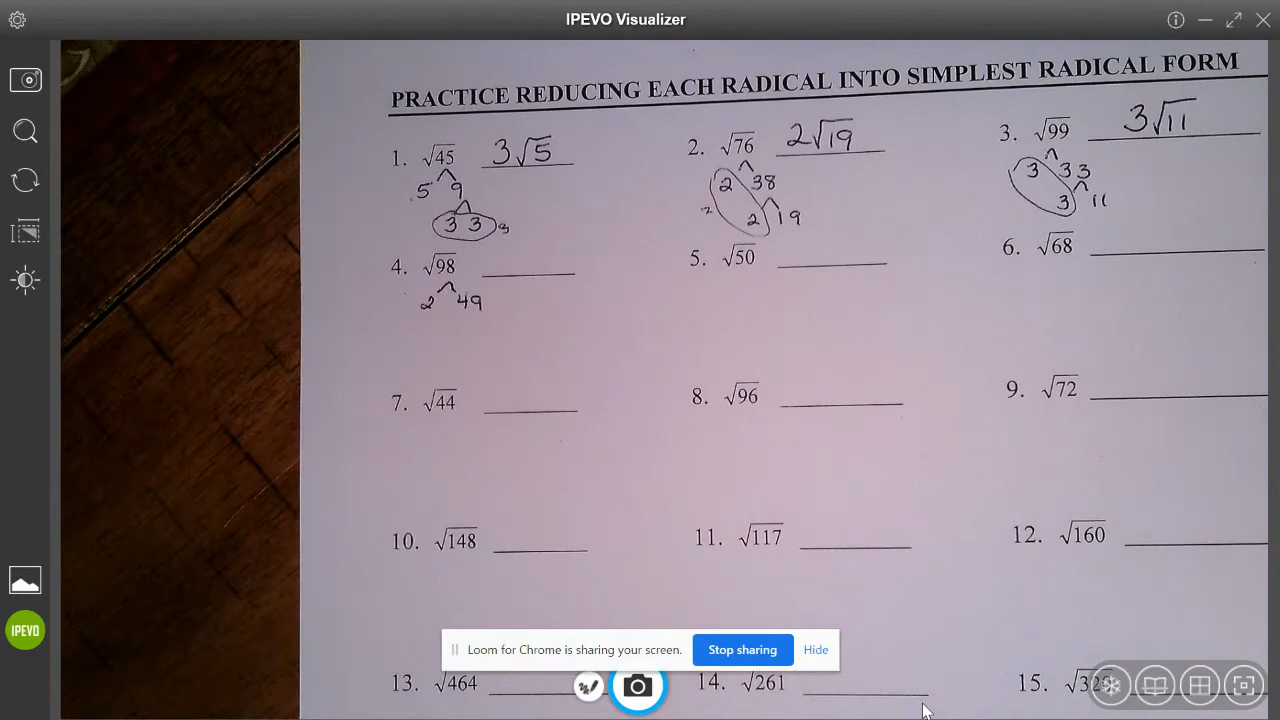 IPEVO Visualizer
PRACTICE REDUCING EACH RADICAL INTO SIMPLEST RADICAL FORM
1. √45 3√5
2. √76 2√19
3. √99 3√11
5 9
3 3 3
2 38
2 2 19
3 33
3 11
4. √98
5. √50
6. √68
2 49
7. √44
8. √96
9. √72
10. √148
11. √117
12. √160
Loom for Chrome is sharing your screen. Stop sharing Hide
13. √464
14. √261
15.
IPEVO